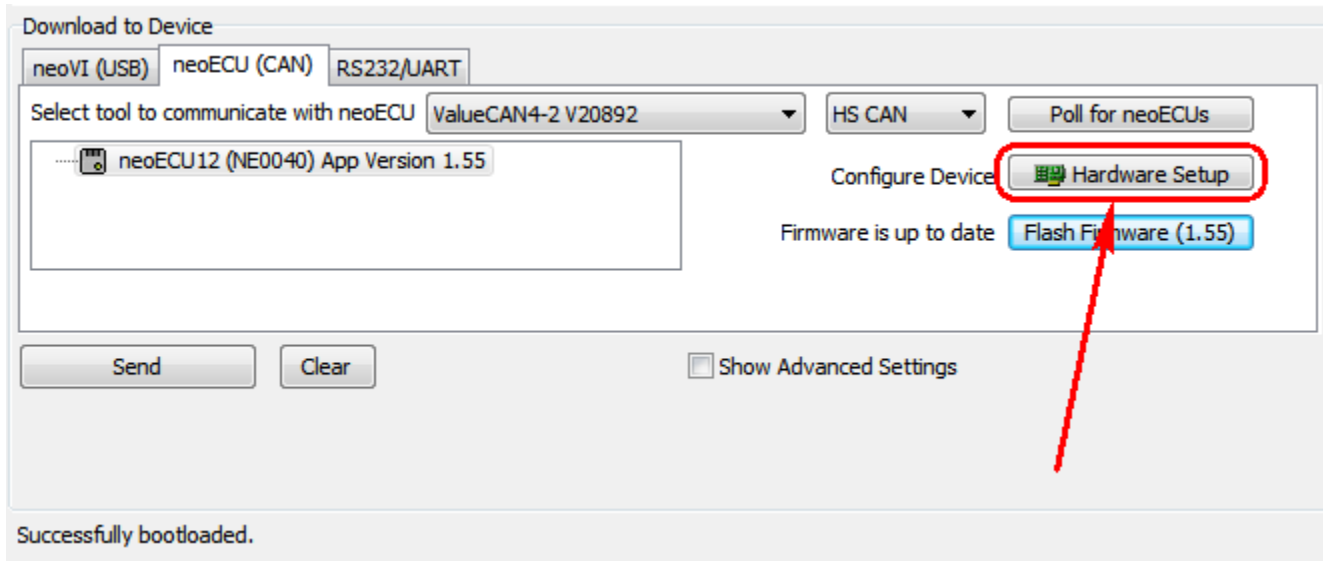 Download to Device
neoVI (USB) neoECU (CAN) RS232/UART
Select tool to communicate with neoECU ValueCAN4-2 V20892 HS CAN Poll for neoECUs
neoECU12 (NE0040) App Version 1.55
Configure Device Hardware Setup
Firmware is up to date Flash Firmware (1.55)
Send Clear Show Advanced Settings
Successfully bootloaded.